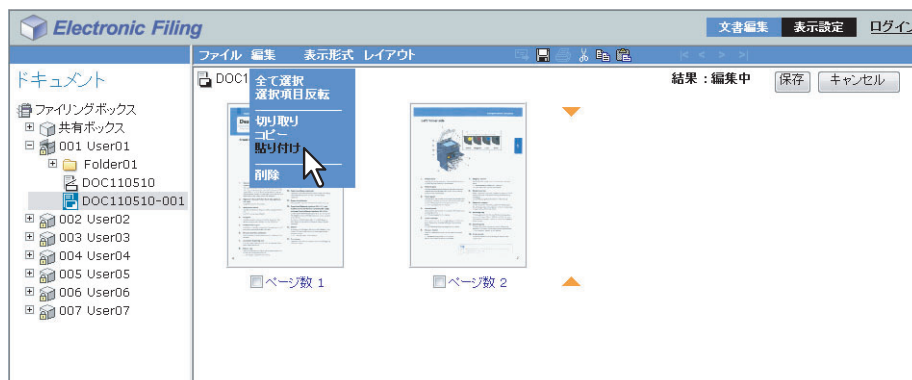 Electronic Filing
文書編集 表示設定 ログイン
ファイル 編集 表示形式 レイアウト
ドキュメント
DOC1
結果：編集中 保存 キャンセル
全て選択
選択項目反転
切り取り
コピー
貼り付け
削除
ファイリングボックス
共有ボックス
001 User01
Folder01
DOC110510
DOC110510-001
002 User02
003 User03
004 User04
005 User05
006 User06
007 User07
ページ数 1
ページ数 2